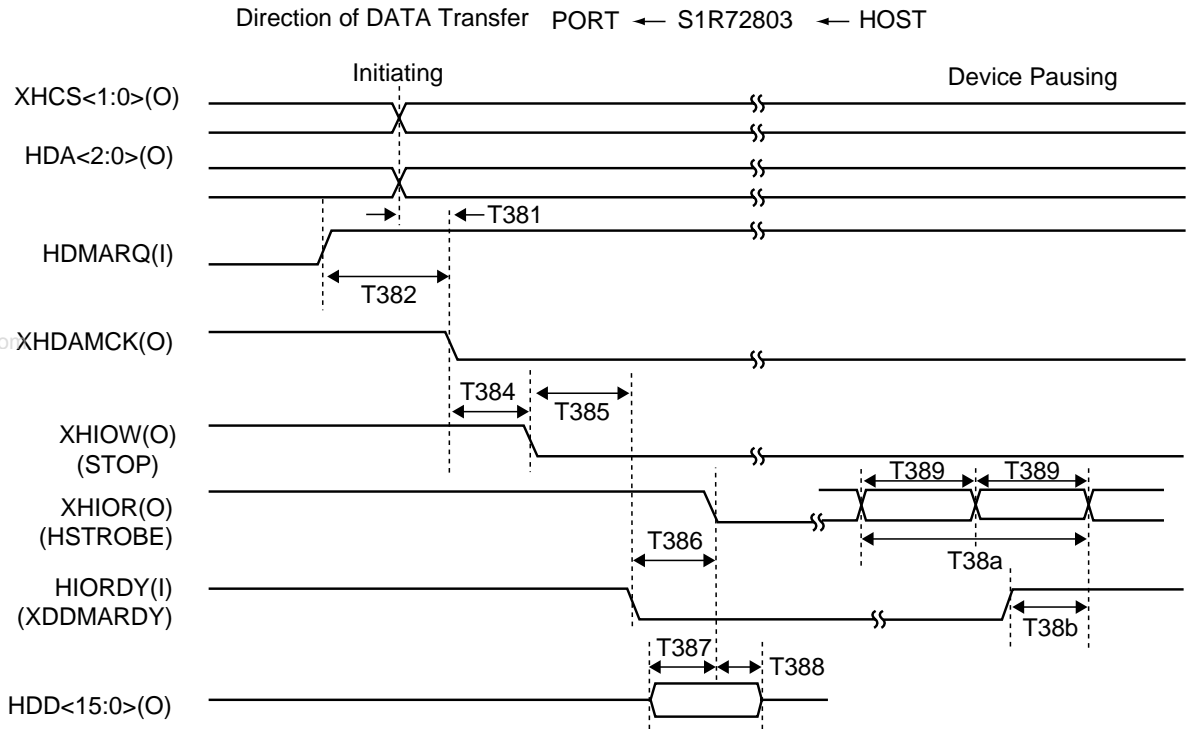 Direction of DATA Transfer PORT ← S1R72803 ← HOST
Initiating
Device Pausing
XHCS<1:0>(O)
HDA<2:0>(O)
T381
HDMARQ(I)
T382
om
XHDAMCK(O)
T384
T385
XHIOW(O)
(STOP)
T389
T389
XHIOR(O)
(HSTROBE)
T386
T38a
HIORDY(I)
(XDDMARDY)
T38b
T387
T388
HDD<15:0>(O)